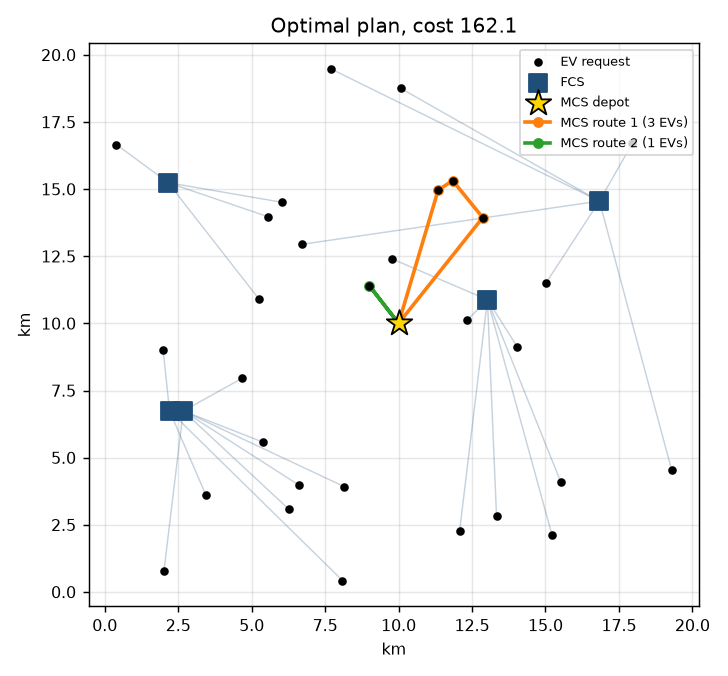 Optimal plan, cost 162.1
EV request
FCS
MCS depot
MCS route 1 (3 EVs)
MCS route 2 (1 EVs)
20.0
17.5
15.0
12.5
10.0
7.5
5.0
2.5
0.0
km
0.0 2.5 5.0 7.5 10.0 12.5 15.0 17.5 20.0
km